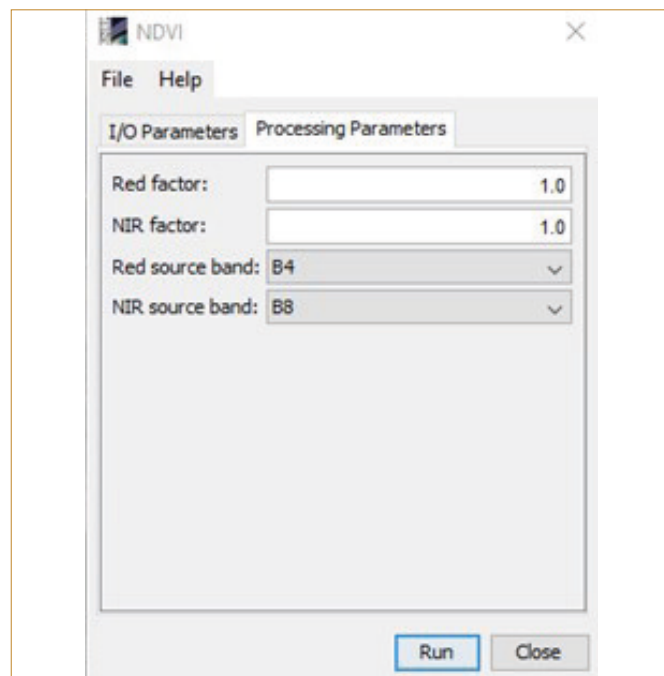 NDVI
File Help
I/O Parameters Processing Parameters
Red factor: 1.0
NIR factor: 1.0
Red source band: B4
NIR source band: B8
Run Close